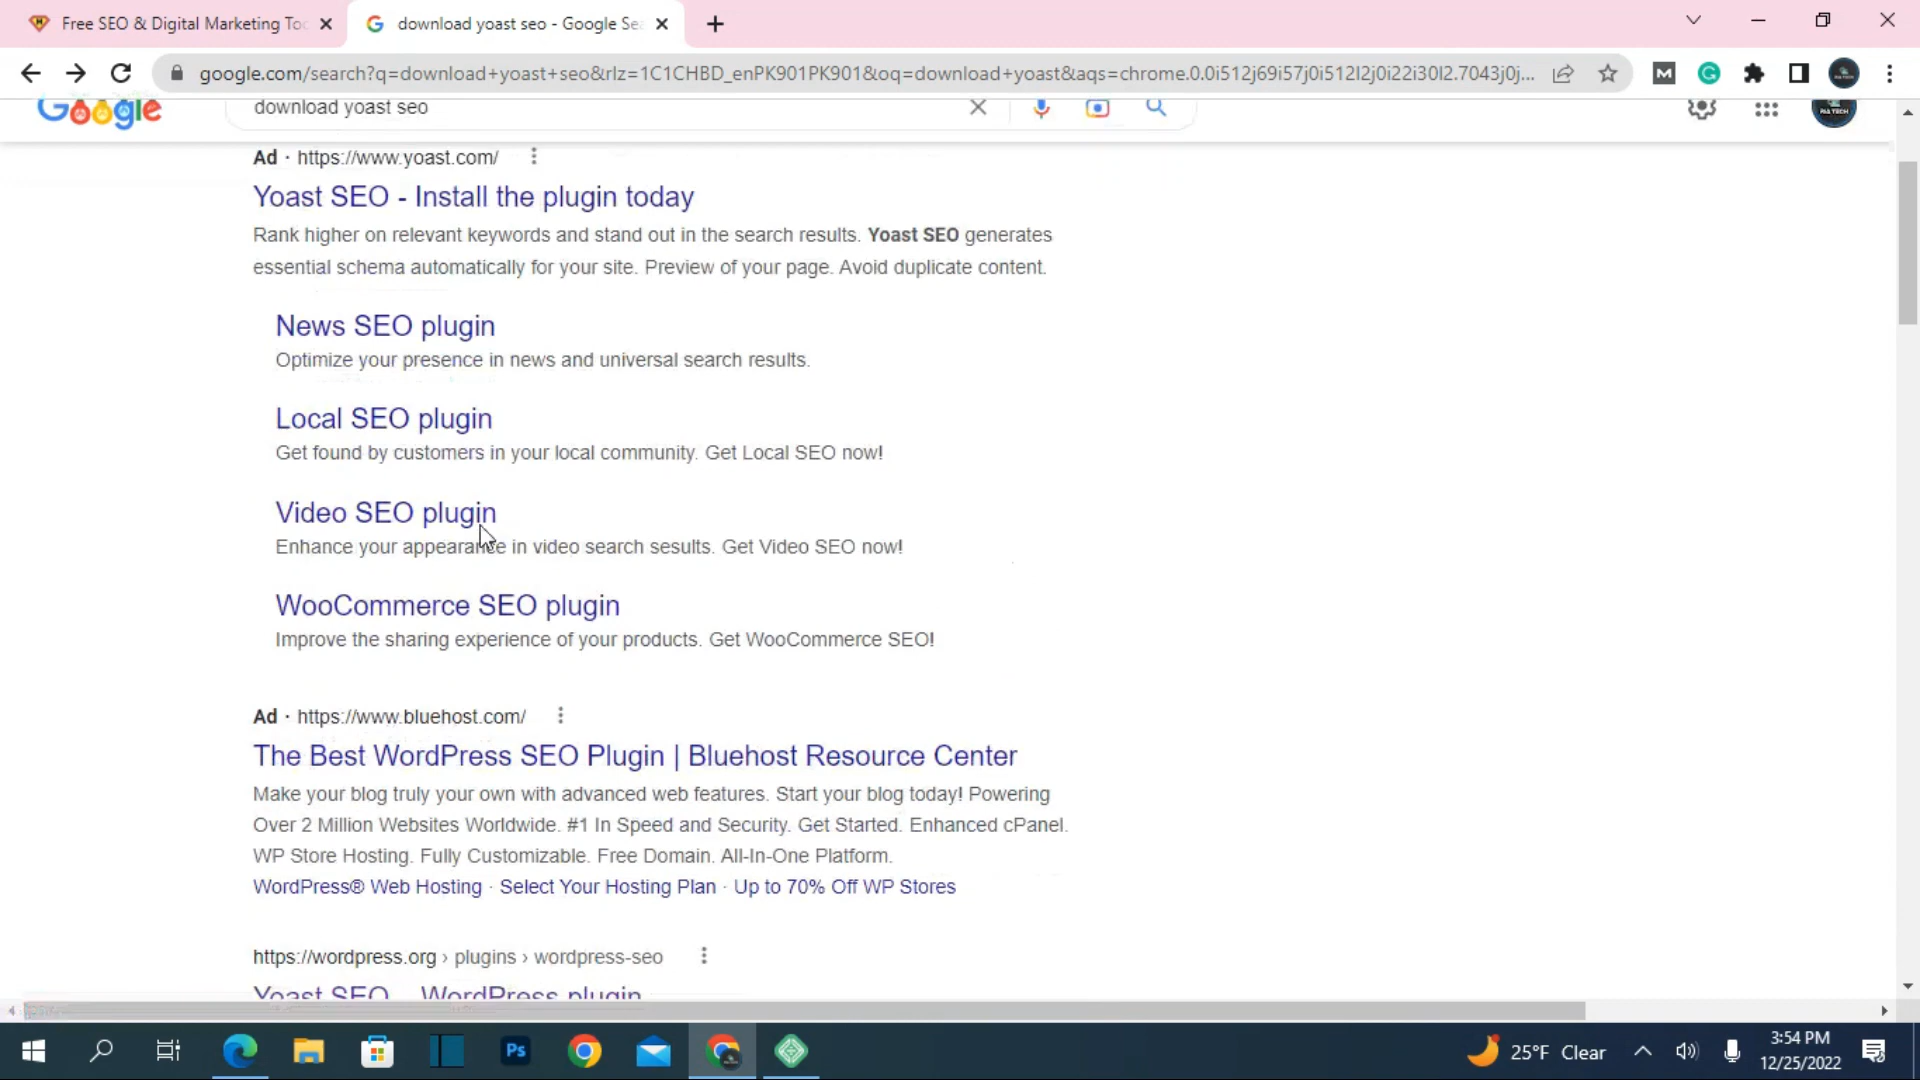 Free SEO & Digital Marketing Too
download yoast seo - Google Sea
google.com/search?q=download+yoast+seo&rlz=1C1CHBD_enPK901PK901&oq=download+yoast&aqs=chrome.0.0i512j69i57j0i512l2j0i22i30l2.7043j0j...
Google
download yoast seo
Ad · https://www.yoast.com/
Yoast SEO - Install the plugin today
Rank higher on relevant keywords and stand out in the search results. Yoast SEO generates
essential schema automatically for your site. Preview of your page. Avoid duplicate content.
News SEO plugin
Optimize your presence in news and universal search results.
Local SEO plugin
Get found by customers in your local community. Get Local SEO now!
Video SEO plugin
Enhance your appearance in video search sesults. Get Video SEO now!
WooCommerce SEO plugin
Improve the sharing experience of your products. Get WooCommerce SEO!
Ad · https://www.bluehost.com/
The Best WordPress SEO Plugin | Bluehost Resource Center
Make your blog truly your own with advanced web features. Start your blog today! Powering
Over 2 Million Websites Worldwide. #1 In Speed and Security. Get Started. Enhanced cPanel.
WP Store Hosting. Fully Customizable. Free Domain. All-In-One Platform.
WordPress® Web Hosting · Select Your Hosting Plan · Up to 70% Off WP Stores
https://wordpress.org › plugins › wordpress-seo
Yoast SEO – WordPress plugin
Ps
25°F Clear
3:54 PM
12/25/2022